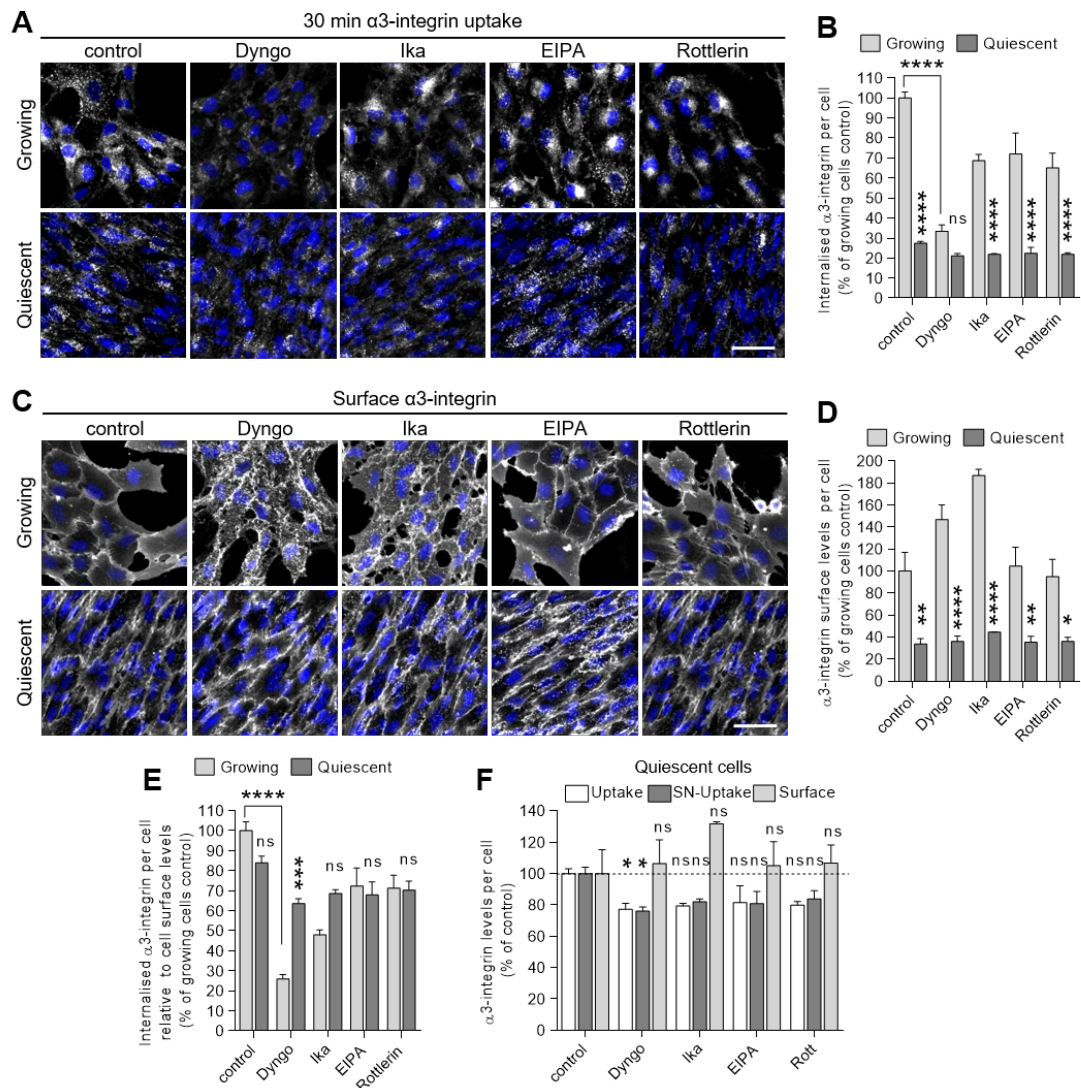 A
30 min α3-integrin uptake
control Dyngo Ika EIPA Rottlerin
Growing
Quiescent
B
Growing Quiescent
Internalised α3-integrin per cell
(% of growing cells control)
110
100
90
80
70
60
50
40
30
20
10
0
****
****
ns
****
****
****
control Dyngo Ika EIPA Rottlerin
C
Surface α3-integrin
control Dyngo Ika EIPA Rottlerin
Growing
Quiescent
D
Growing Quiescent
α3-integrin surface levels per cell
(% of growing cells control)
200
180
160
140
120
100
80
60
40
20
0
**
****
****
**
*
control Dyngo Ika EIPA Rottlerin
E
Growing Quiescent
Internalised α3-integrin per cell
relative to cell surface levels
(% of growing cells control)
110
100
90
80
70
60
50
40
30
20
10
0
****
ns
***
ns
ns
ns
control Dyngo Ika EIPA Rottlerin
F
Quiescent cells
Uptake SN-Uptake Surface
α3-integrin levels per cell
(% of control)
140
120
100
80
60
40
20
0
* * ns
ns ns ns
ns ns ns
ns ns ns
control Dyngo Ika EIPA Rott